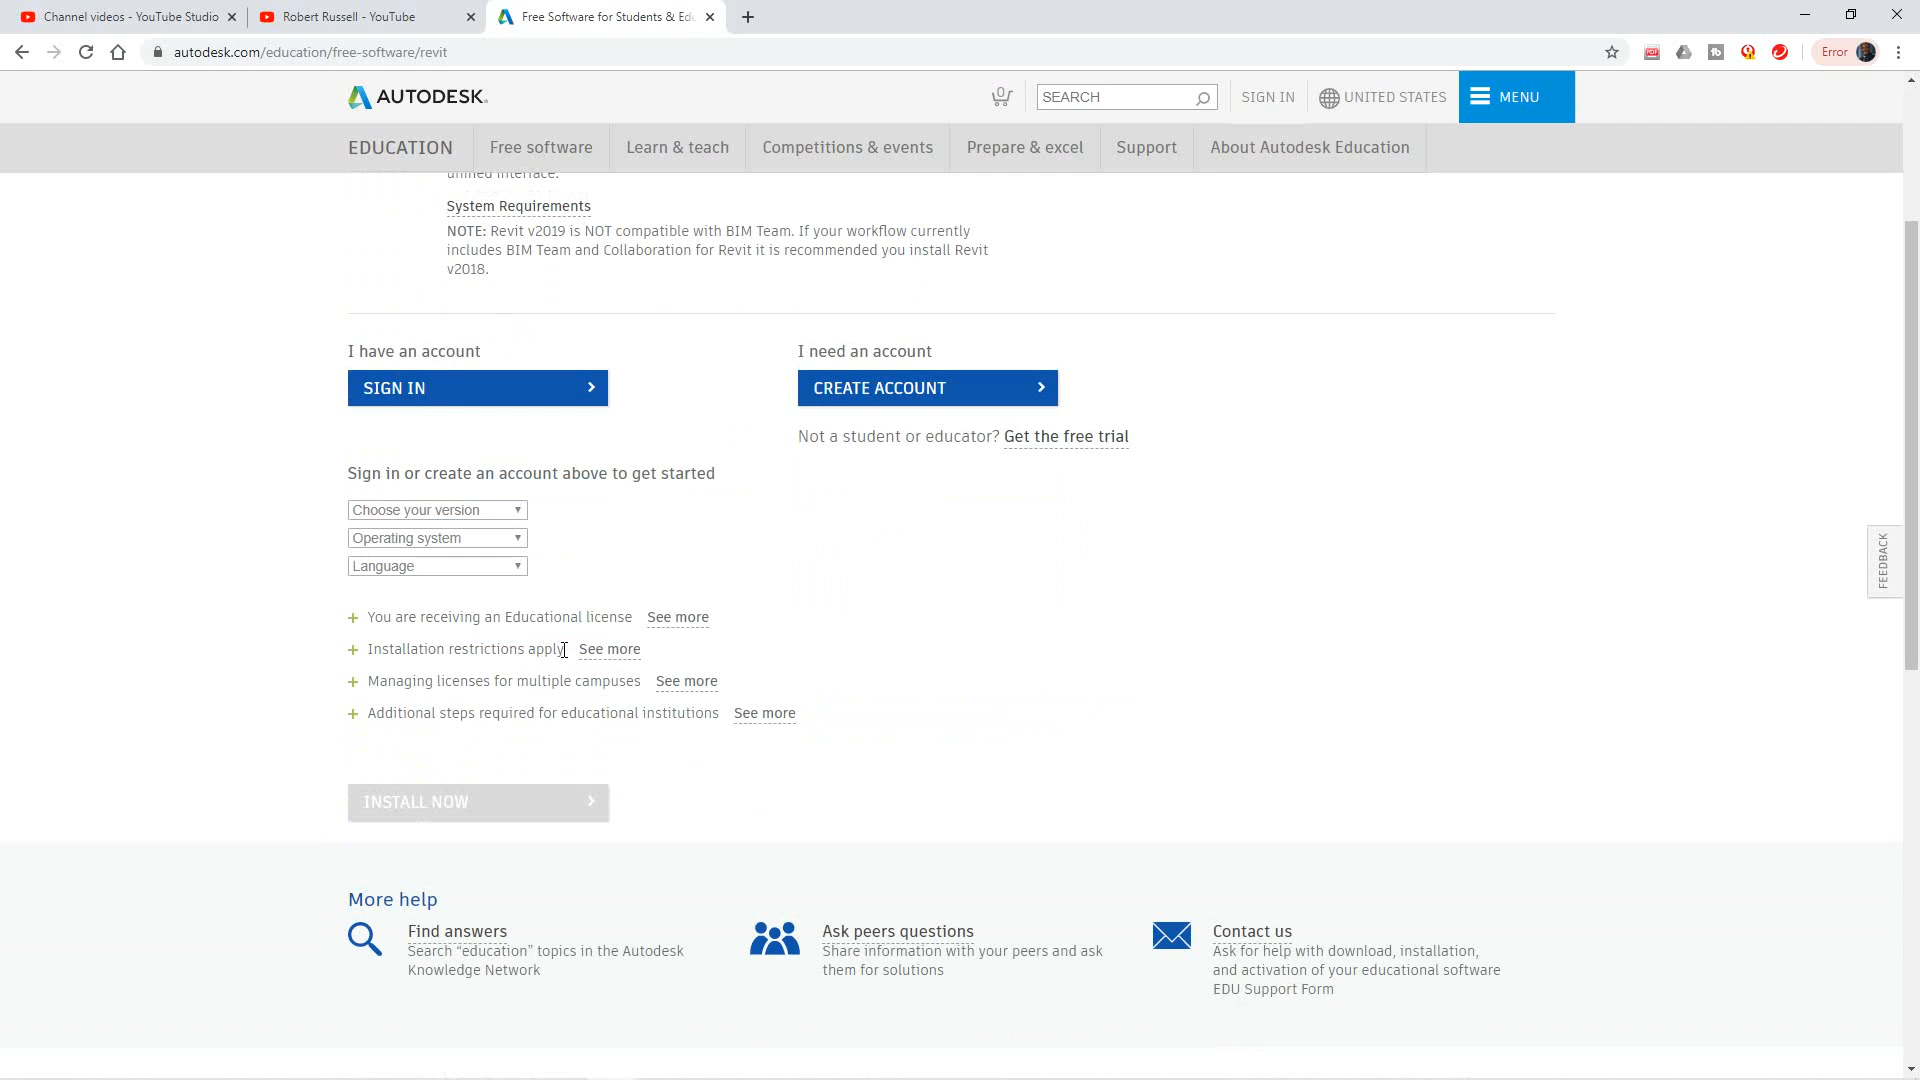 Channel videos - YouTube Studio
Robert Russell - YouTube
Free Software for Students & Ed
autodesk.com/education/free-software/revit
Error
AUTODESK.
0
SEARCH
SIGN IN
UNITED STATES
MENU
EDUCATION
Free software
Learn & teach
Competitions & events
Prepare & excel
Support
About Autodesk Education
unified interface.
System Requirements
NOTE: Revit v2019 is NOT compatible with BIM Team. If your workflow currently
includes BIM Team and Collaboration for Revit it is recommended you install Revit
v2018.
I have an account
SIGN IN
I need an account
CREATE ACCOUNT
Not a student or educator? Get the free trial
Sign in or create an account above to get started
Choose your version
Operating system
Language
You are receiving an Educational license See more
Installation restrictions apply See more
Managing licenses for multiple campuses See more
Additional steps required for educational institutions See more
INSTALL NOW
FEEDBACK
More help
Find answers
Search “education” topics in the Autodesk
Knowledge Network
Ask peers questions
Share information with your peers and ask
them for solutions
Contact us
Ask for help with download, installation,
and activation of your educational software
EDU Support Form